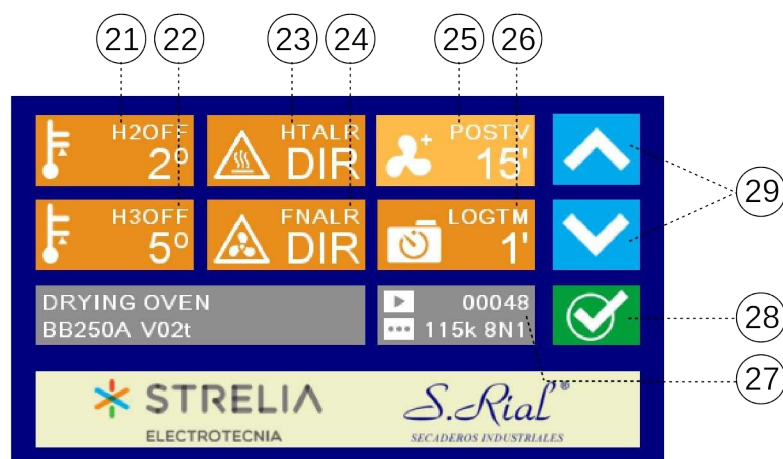 21 22 23 24 25 26
H2OFF
2º
HTALR
DIR
POSTV
15'
H3OFF
5º
FNALR
DIR
LOGTM
1'
29
DRYING OVEN
BB250A V02t
00048
115k 8N1
28
27
STRELIA
ELECTROTECNIA
S.Rial®
SECADEROS INDUSTRIALES